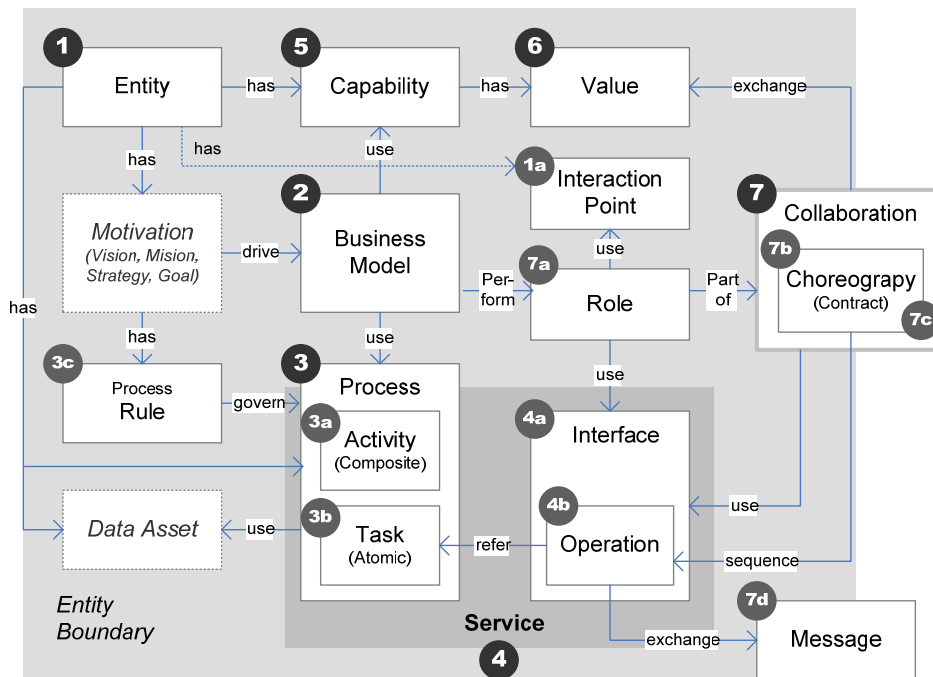 1
Entity
has
5
Capability
has
6
Value
exchange
has
has
use
1a
Interaction
Point
7
Collaboration
7b
Choreograpy
(Contract)
7c
Motivation
(Vision, Mision,
Strategy, Goal)
drive
2
Business
Model
Per-
form
7a
Role
use
Part
of
has
has
use
use
3c
Process
Rule
govern
3
Process
3a
Activity
(Composite)
4a
Interface
Data Asset
use
3b
Task
(Atomic)
refer
4b
Operation
use
sequence
Entity
Boundary
Service
4
exchange
7d
Message